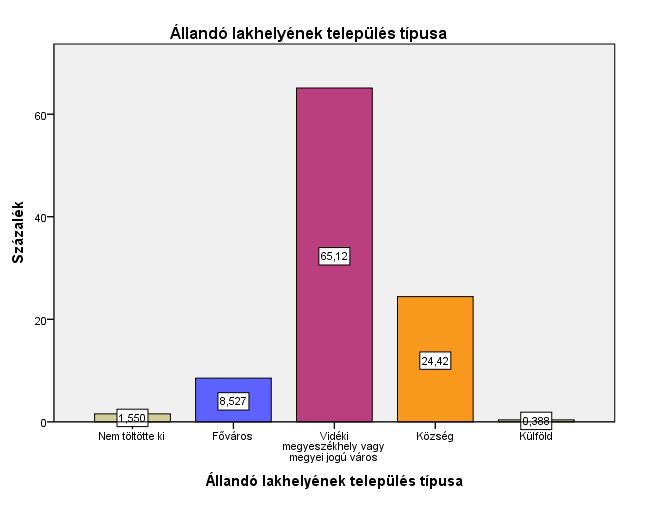 Állandó lakhelyének település típusa
Százalék
60
40
20
0
1,550
8,527
65,12
24,42
0,388
Nem töltötte ki
Főváros
Vidéki
megyeszékhely vagy
megyei jogú város
Község
Külföld
Állandó lakhelyének település típusa